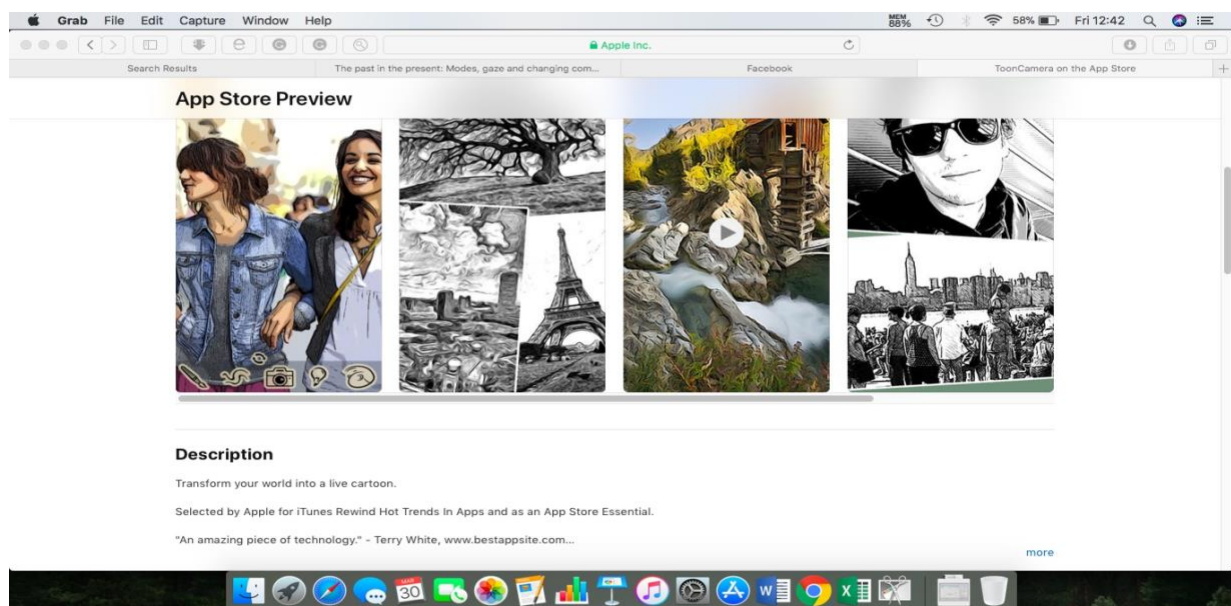 Grab File Edit Capture Window Help MEM 88% 58% Fri 12:42
Apple Inc.
Search Results The past in the present: Modes, gaze and changing com... Facebook ToonCamera on the App Store
App Store Preview
Description
Transform your world into a live cartoon.
Selected by Apple for iTunes Rewind Hot Trends In Apps and as an App Store Essential.
"An amazing piece of technology." - Terry White, www.bestappsite.com...
more
MAR
30
W X